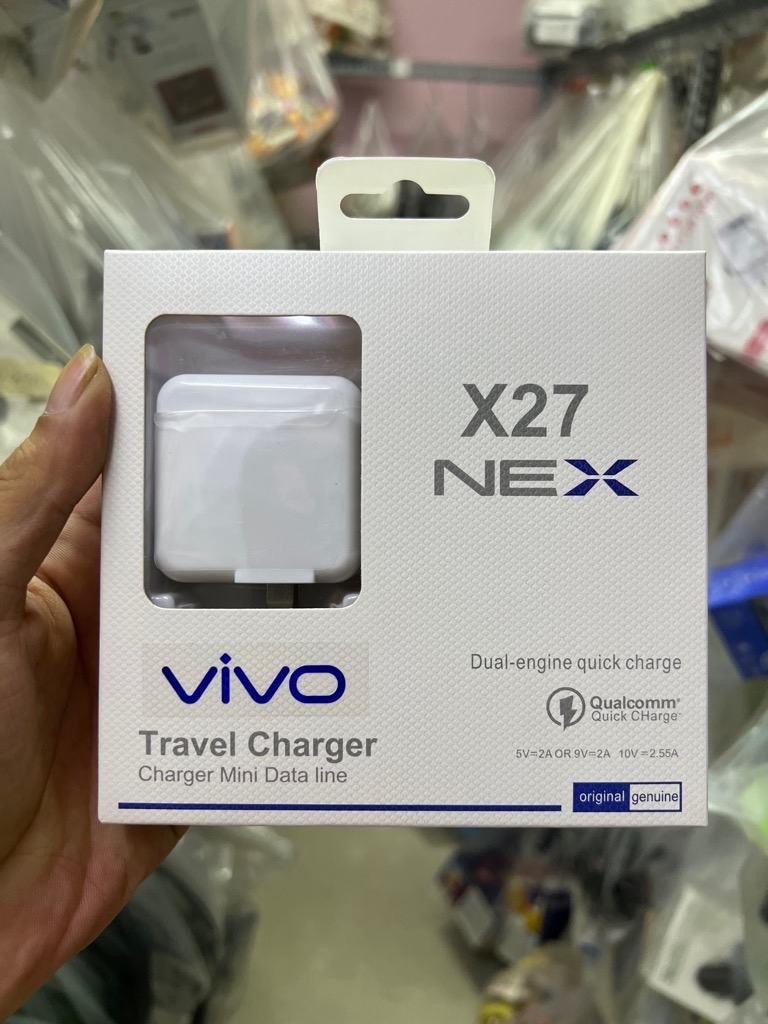 X27
NEX
vivo
Travel Charger
Charger Mini Data line
Dual-engine quick charge
Qualcomm®
Quick CHarge™
5V=2A OR 9V=2A 10V=2.55A
original genuine